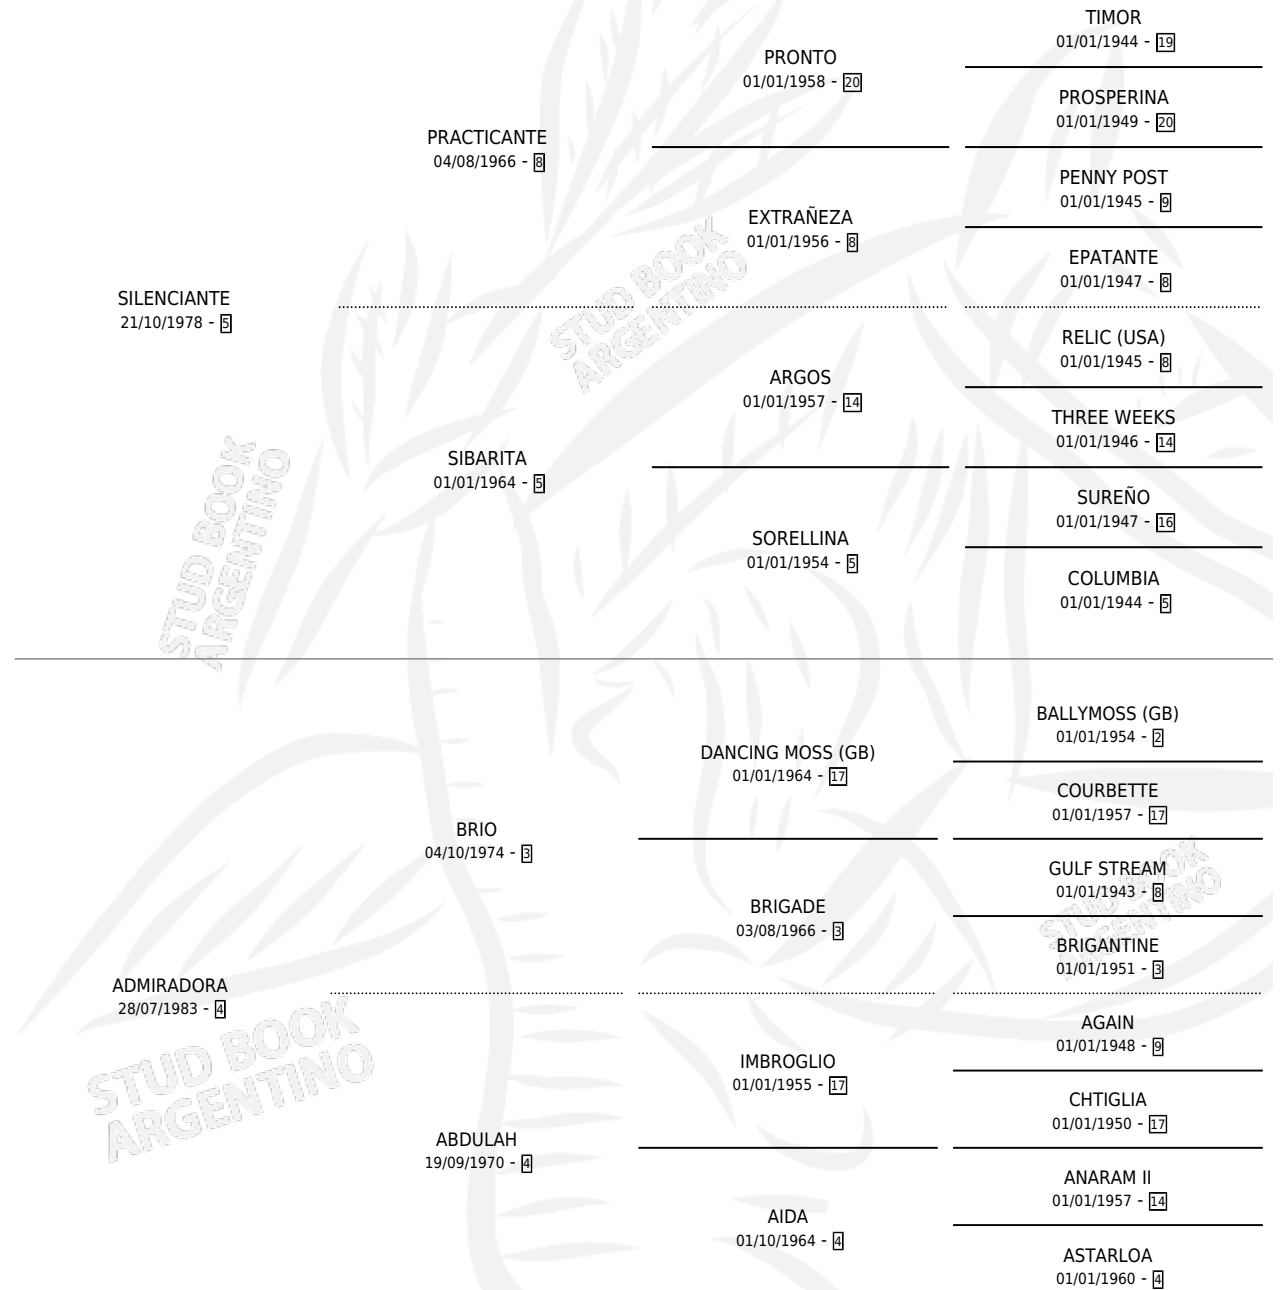 TIMOR
01/01/1944 - 19
PRONTO
01/01/1958 - 20
PROSPERINA
01/01/1949 - 20
PRACTICANTE
04/08/1966 - 8
PENNY POST
01/01/1945 - 9
EXTRAÑEZA
01/01/1956 - 8
EPATANTE
01/01/1947 - 8
SILENCIANTE
21/10/1978 - 5
RELIC (USA)
01/01/1945 - 8
ARGOS
01/01/1957 - 14
THREE WEEKS
01/01/1946 - 14
SIBARITA
01/01/1964 - 5
SUREÑO
01/01/1947 - 16
SORELLINA
01/01/1954 - 5
COLUMBIA
01/01/1944 - 5
STUD BOOK
ARGENTINO
STUD BOOK
ARGENTINO
BALLYMOSS (GB)
01/01/1954 - 2
DANCING MOSS (GB)
01/01/1964 - 17
COURBETTE
01/01/1957 - 17
BRIO
04/10/1974 - 3
GULF STREAM
01/01/1943 - 8
BRIGADE
03/08/1966 - 3
BRIGANTINE
01/01/1951 - 3
ADMIRADORA
28/07/1983 - 4
AGAIN
01/01/1948 - 9
IMBROGLIO
01/01/1955 - 17
CHTIGLIA
01/01/1950 - 17
ABDULAH
19/09/1970 - 4
ANARAM II
01/01/1957 - 14
AIDA
01/10/1964 - 4
ASTARLOA
01/01/1960 - 4
STUD BOOK
ARGENTINO
STUD BOOK
ARGENTINO